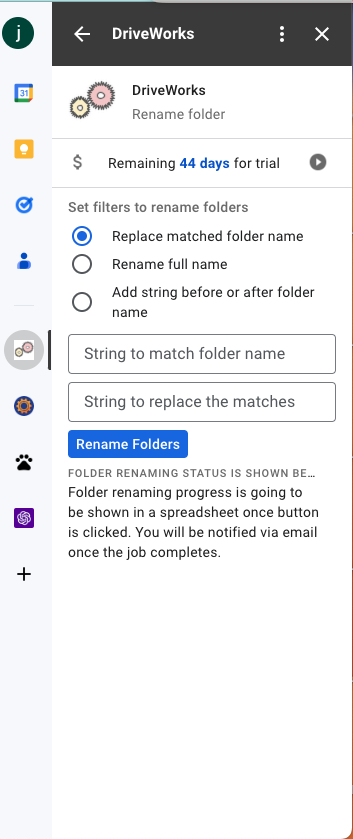 j
DriveWorks
31
DriveWorks
Rename folder
$ Remaining 44 days for trial
Set filters to rename folders
Replace matched folder name
Rename full name
Add string before or after folder
name
String to match folder name
String to replace the matches
Rename Folders
FOLDER RENAMING STATUS IS SHOWN BE…
Folder renaming progress is going to
be shown in a spreadsheet once button
is clicked. You will be notified via email
once the job completes.